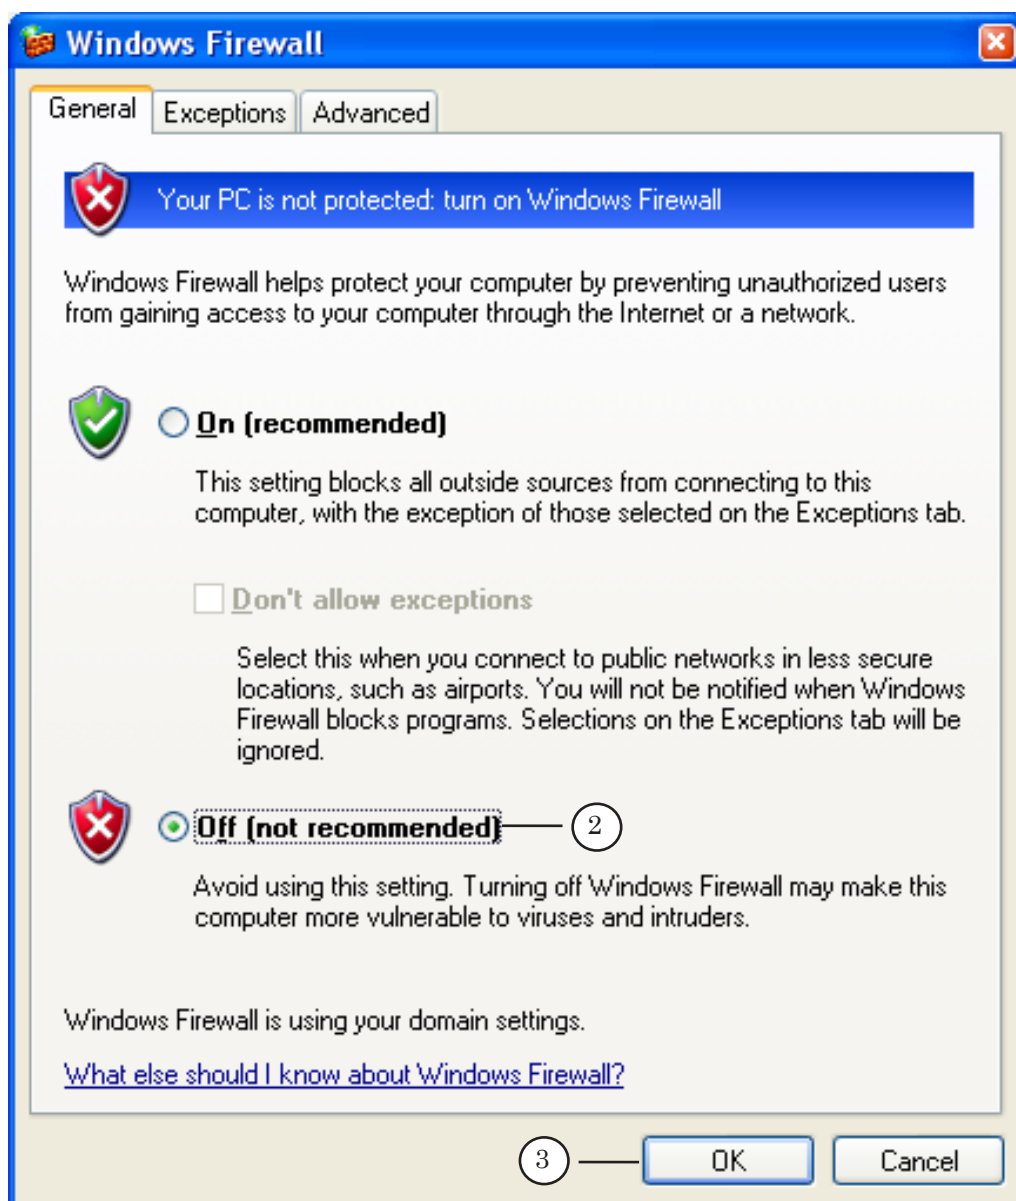 Windows Firewall
General Exceptions Advanced
Your PC is not protected: turn on Windows Firewall
Windows Firewall helps protect your computer by preventing unauthorized users
from gaining access to your computer through the Internet or a network.
On (recommended)
This setting blocks all outside sources from connecting to this
computer, with the exception of those selected on the Exceptions tab.
Don't allow exceptions
Select this when you connect to public networks in less secure
locations, such as airports. You will not be notified when Windows
Firewall blocks programs. Selections on the Exceptions tab will be
ignored.
Off (not recommended) 2
Avoid using this setting. Turning off Windows Firewall may make this
computer more vulnerable to viruses and intruders.
Windows Firewall is using your domain settings.
What else should I know about Windows Firewall?
3 OK Cancel